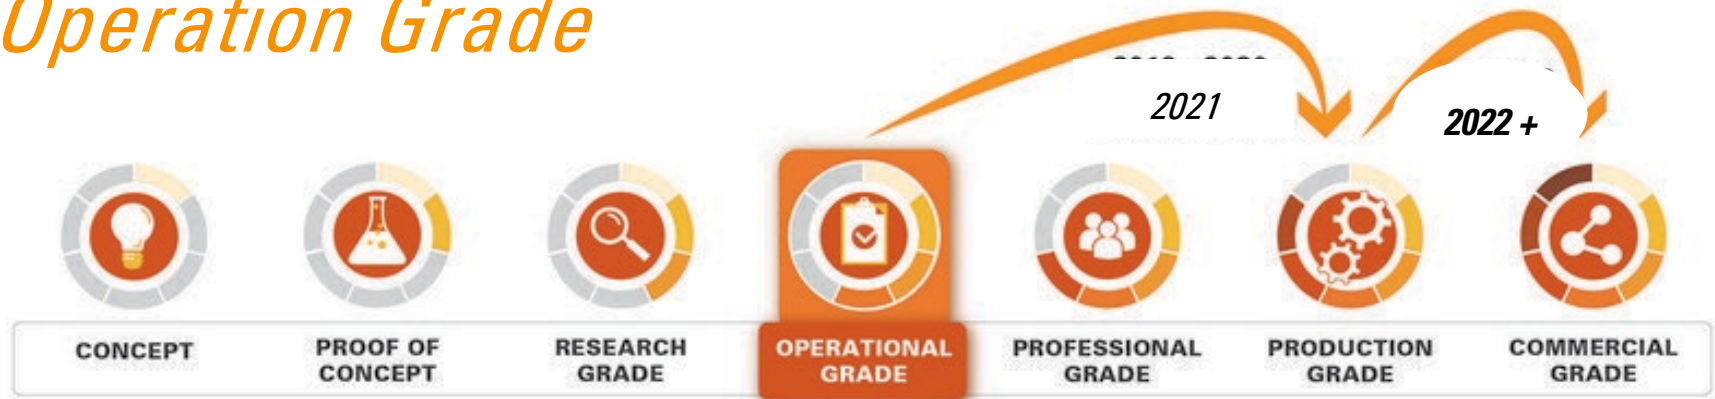 Operation Grade
2021
2022 +
CONCEPT
PROOF OF
CONCEPT
RESEARCH
GRADE
OPERATIONAL
GRADE
PROFESSIONAL
GRADE
PRODUCTION
GRADE
COMMERCIAL
GRADE